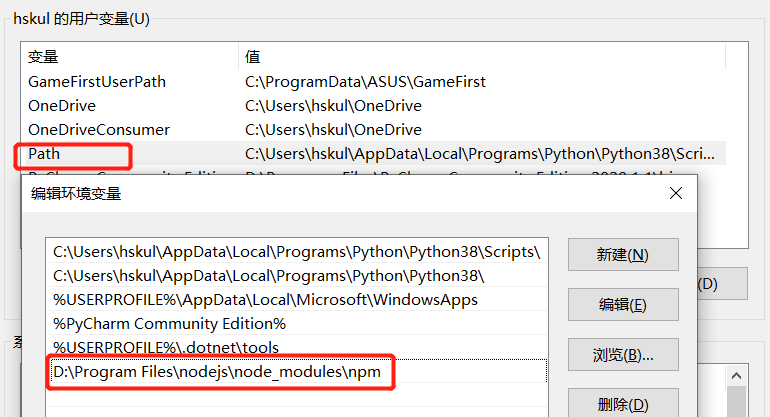 hskul 的用户变量(U)
变量 值
GameFirstUserPath C:\ProgramData\ASUS\GameFirst
OneDrive C:\Users\hskul\OneDrive
OneDriveConsumer C:\Users\hskul\OneDrive
Path C:\Users\hskul\AppData\Local\Programs\Python\Python38\Scri...
编辑环境变量
C:\Users\hskul\AppData\Local\Programs\Python\Python38\Scripts\
新建(N)
C:\Users\hskul\AppData\Local\Programs\Python\Python38\
%USERPROFILE%\AppData\Local\Microsoft\WindowsApps
(D)
编辑(E)
%PyCharm Community Edition%
%USERPROFILE%\.dotnet\tools
浏览(B)...
D:\Program Files\nodejs\node_modules\npm
删除(D)